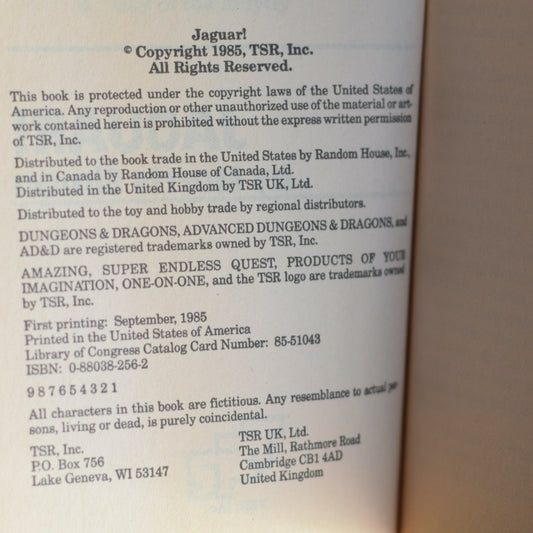 Jaguar!
© Copyright 1985, TSR, Inc.
All Rights Reserved.
This book is protected under the copyright laws of the United States of
America. Any reproduction or other unauthorized use of the material or art-
work contained herein is prohibited without the express written permission
of TSR, Inc.
Distributed to the book trade in the United States by Random House, Inc,
and in Canada by Random House of Canada, Ltd.
Distributed in the United Kingdom by TSR UK, Ltd.
Distributed to the toy and hobby trade by regional distributors.
DUNGEONS & DRAGONS, ADVANCED DUNGEONS & DRAGONS, and
AD&D are registered trademarks owned by TSR, Inc.
AMAZING, SUPER ENDLESS QUEST, PRODUCTS OF YOUR
IMAGINATION, ONE-ON-ONE, and the TSR logo are trademarks owned
by TSR, Inc.
First printing: September, 1985
Printed in the United States of America
Library of Congress Catalog Card Number: 85-51043
ISBN: 0-88038-256-2
9 8 7 6 5 4 3 2 1
All characters in this book are fictitious. Any resemblance to actual per
sons, living or dead, is purely coincidental.
TSR, Inc.
P.O. Box 756
Lake Geneva, WI 53147
TSR UK, Ltd.
The Mill, Rathmore Road
Cambridge CB1 4AD
United Kingdom